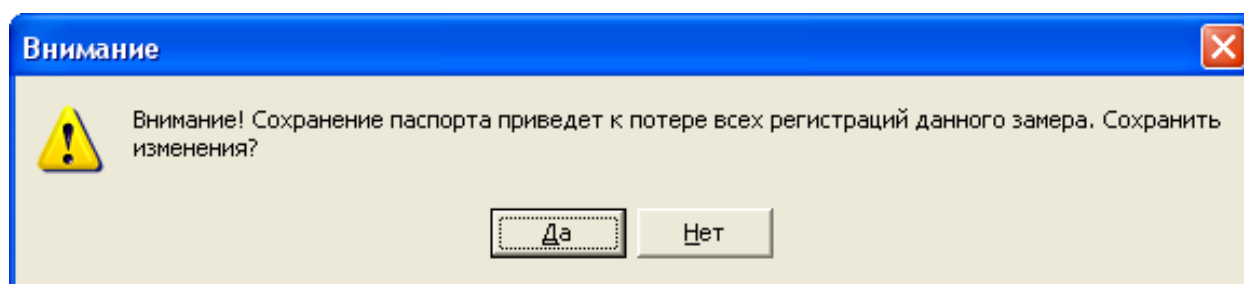 Внимание
Внимание! Сохранение паспорта приведет к потере всех регистраций данного замера. Сохранить
изменения?
Да
Нет